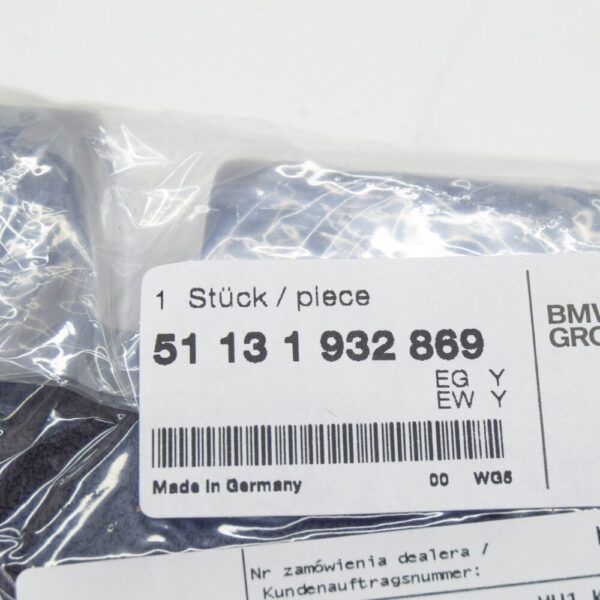 1 Stück / piece
51 13 1 932 869
EG Y
EW Y
Made in Germany 00 WG5
BMW
GRO
Nr zamówienia dealera /
Kundenauftragsnummer: